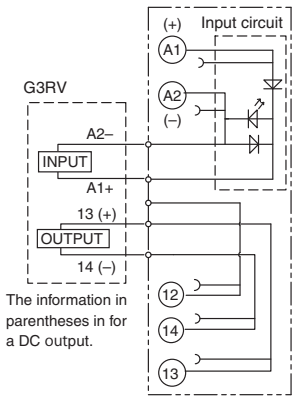 (+)
Input circuit
A1
G3RV
A2
(–)
A2–
INPUT
A1+
13 (+)
OUTPUT
14 (–)
The information in
parentheses in for
a DC output.
12
14
13